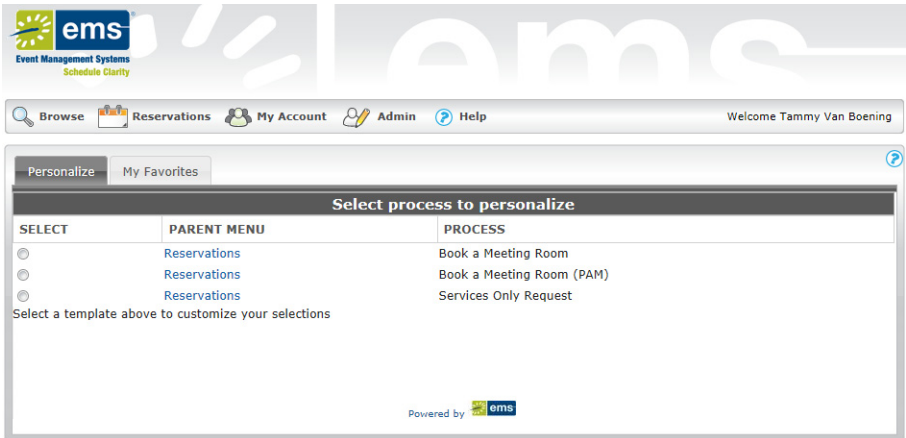 ems
Event Management Systems
Schedule Clarity
ems
Browse Reservations My Account Admin ? Help Welcome Tammy Van Boening
?
Personalize My Favorites
Select process to personalize
SELECT PARENT MENU PROCESS
Reservations Book a Meeting Room
Reservations Book a Meeting Room (PAM)
Reservations Services Only Request
Select a template above to customize your selections
Powered by ems